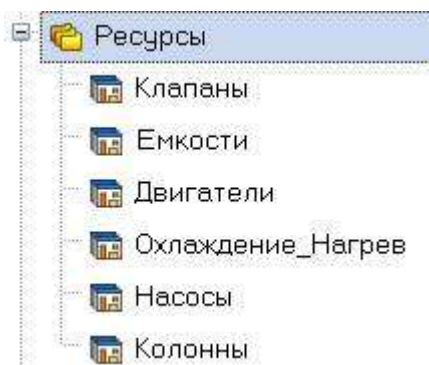 Ресурсы
Клапаны
Емкости
Двигатели
Охлаждение_Нагрев
Насосы
Колонны